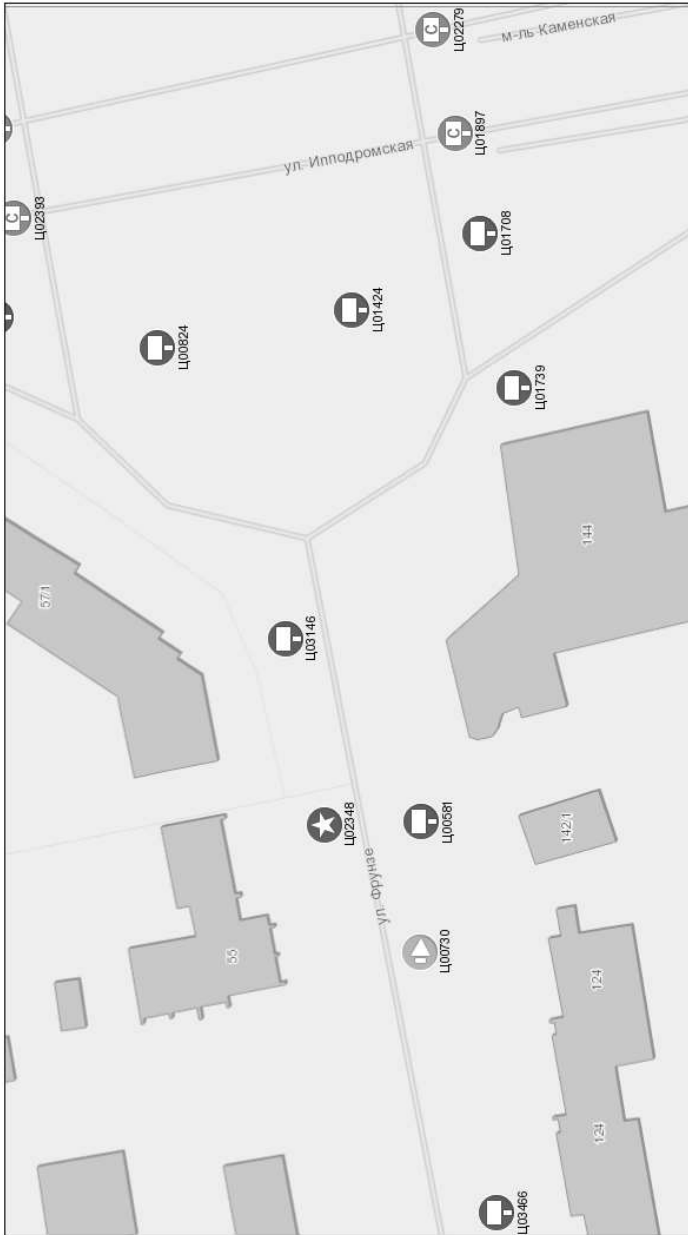 Ц02279
м-ль Каменская
С
Ц01897
С
ул. Ипподромская
Ц02393
С
Ц01708
Ц01424
Ц00824
Ц01739
144
57/1
Ц03146
Ц02348
Ц00581
142/1
ул. Фрунзе
Ц00730
55
124
124
Ц03466